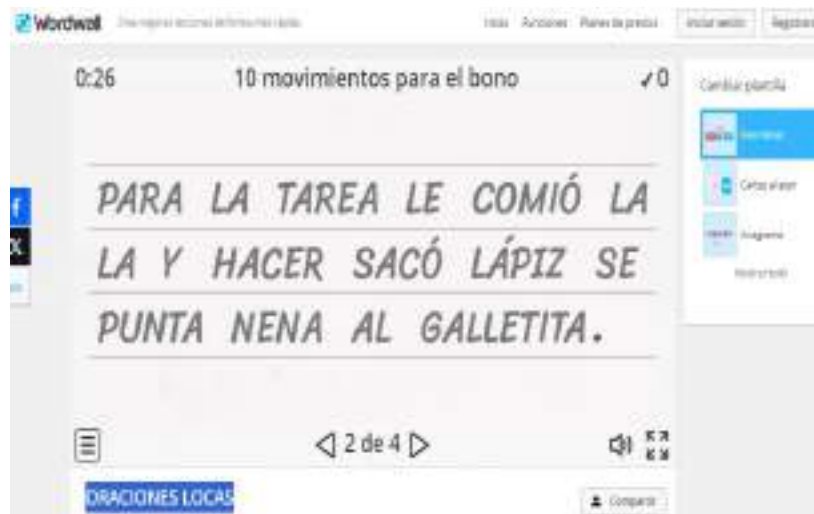 Wordwall
Inicio Funciones Planes de precios Iniciar sesión
0:26 10 movimientos para el bono ✓0
PARA LA TAREA LE COMIÓ LA
LA Y HACER SACÓ LÁPIZ SE
PUNTA NENA AL GALLETITA.
2 de 4
ORACIONES LOCAS
Compartir
Cambiar plantilla
Anagrama